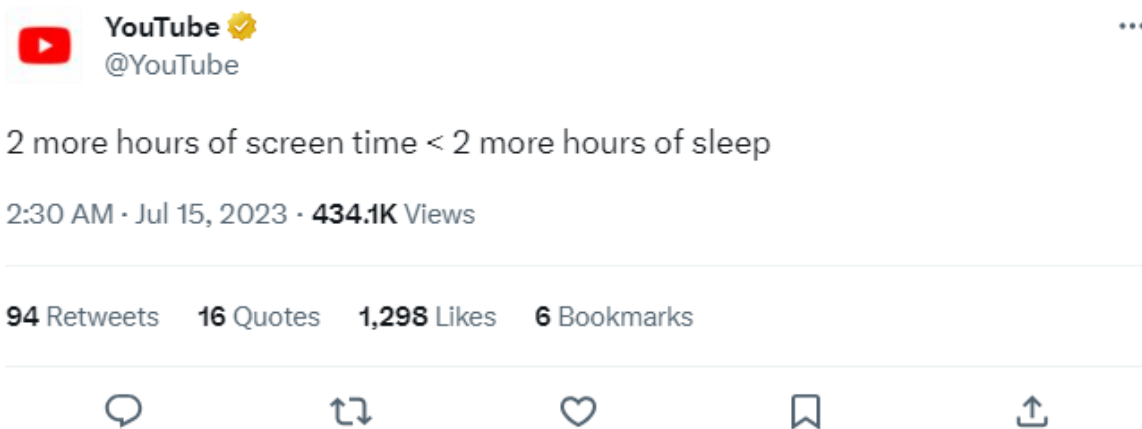 YouTube
@YouTube
2 more hours of screen time < 2 more hours of sleep
2:30 AM · Jul 15, 2023 · 434.1K Views
94 Retweets 16 Quotes 1,298 Likes 6 Bookmarks